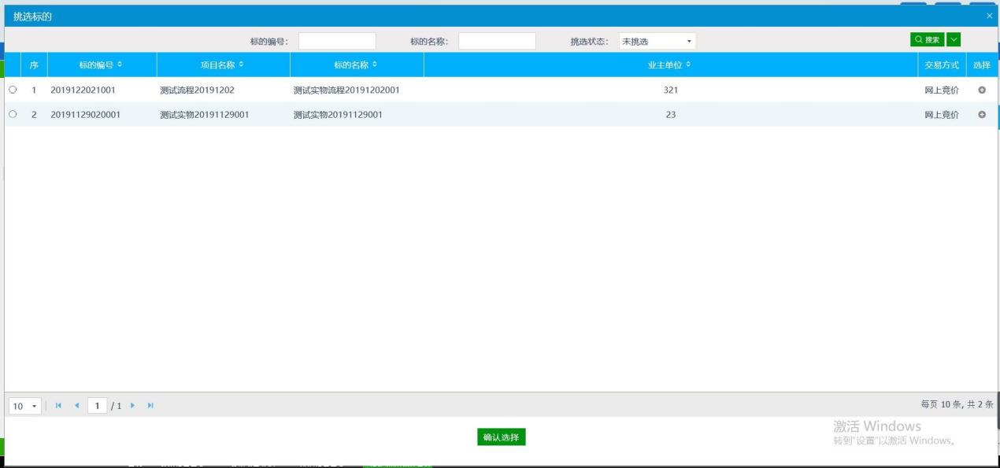 挑选标的
标的编号： 标的名称： 挑选状态： 未挑选 搜索
序 标的编号 项目名称 标的名称 业主单位 交易方式 选择
1 2019122021001 测试流程20191202 测试实物流程20191202001 321 网上竞价
2 20191129020001 测试实物20191129001 测试实物20191129001 23 网上竞价
10 1 / 1 每页 10 条, 共 2 条
确认选择
激活 Windows
转到"设置"以激活 Windows。